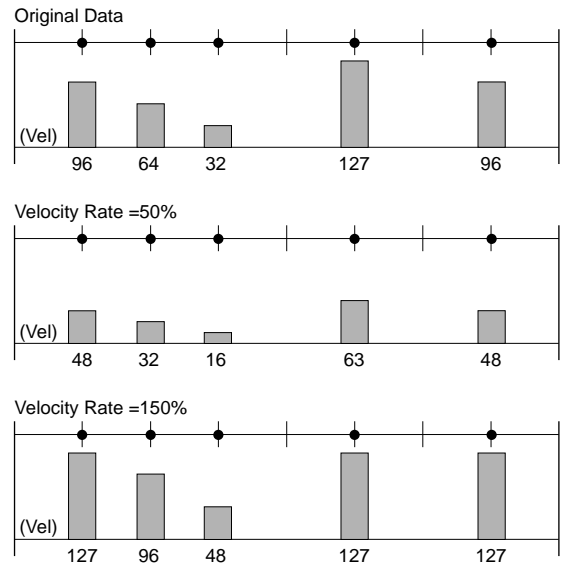 Original Data
(Vel)
96 64 32 127 96
Velocity Rate =50%
(Vel)
48 32 16 63 48
Velocity Rate =150%
(Vel)
127 96 48 127 127